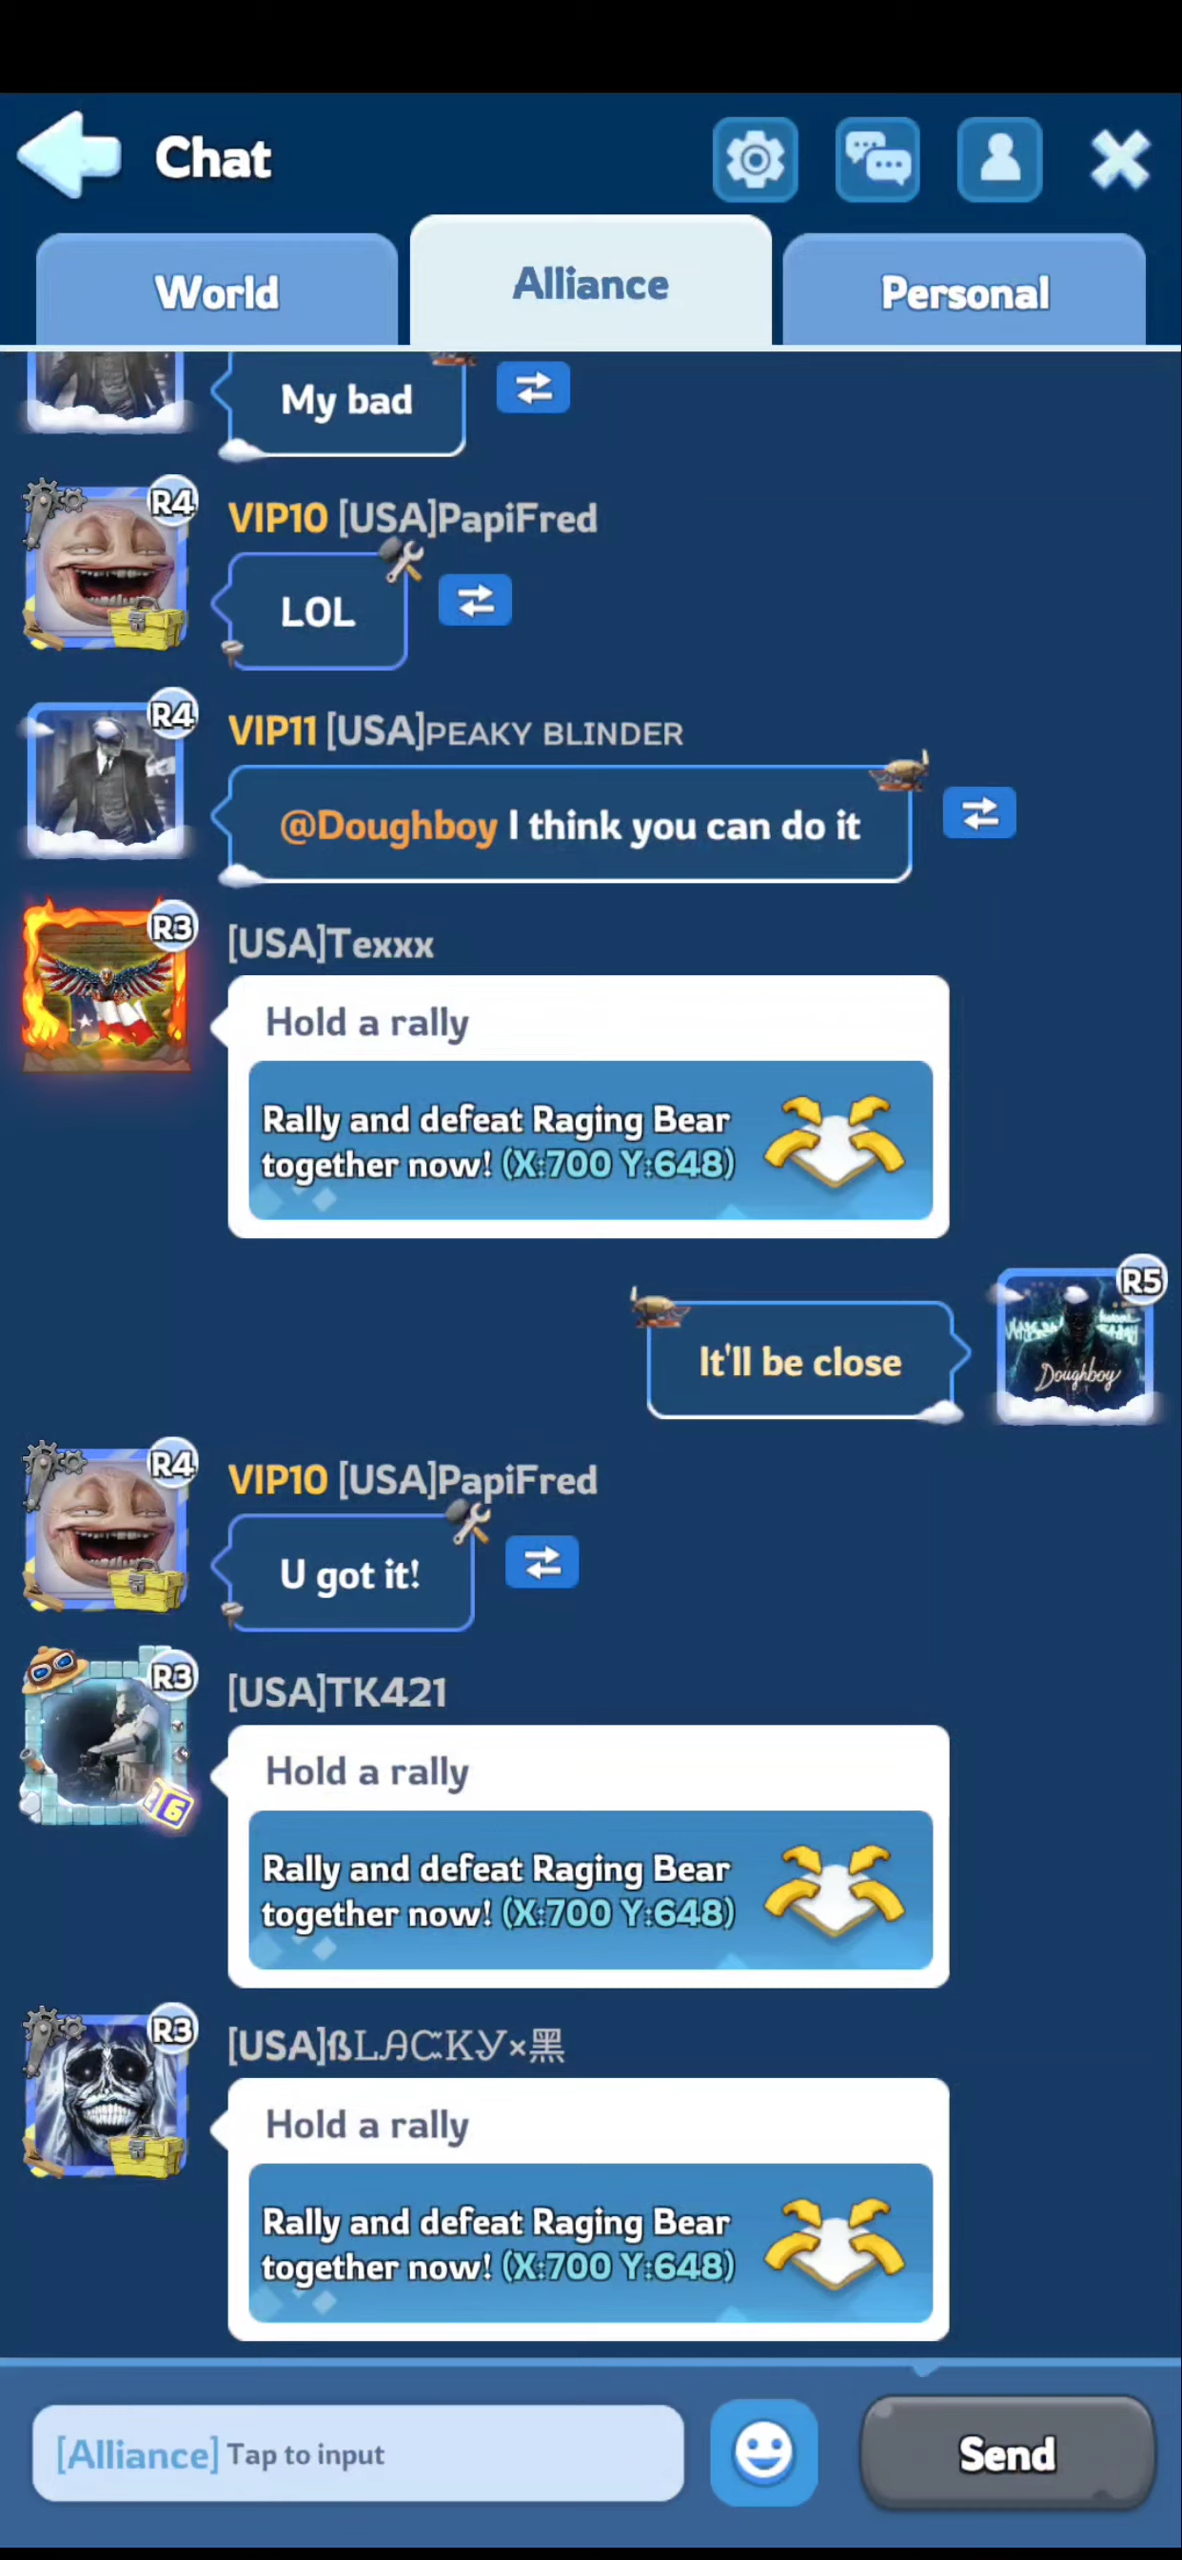 Chat
World
Alliance
Personal
My bad
R4
VIP10 [USA]PapiFred
LOL
R4
VIP11 [USA]PEAKY BLINDER
@Doughboy I think you can do it
R3
[USA]Texxx
Hold a rally
Rally and defeat Raging Bear
together now! (X:700 Y:648)
R5
It'll be close
Doughboy
R4
VIP10 [USA]PapiFred
U got it!
R3
[USA]TK421
6
Hold a rally
Rally and defeat Raging Bear
together now! (X:700 Y:648)
R3
[USA]ßLACKY×黑
Hold a rally
Rally and defeat Raging Bear
together now! (X:700 Y:648)
[Alliance] Tap to input
Send